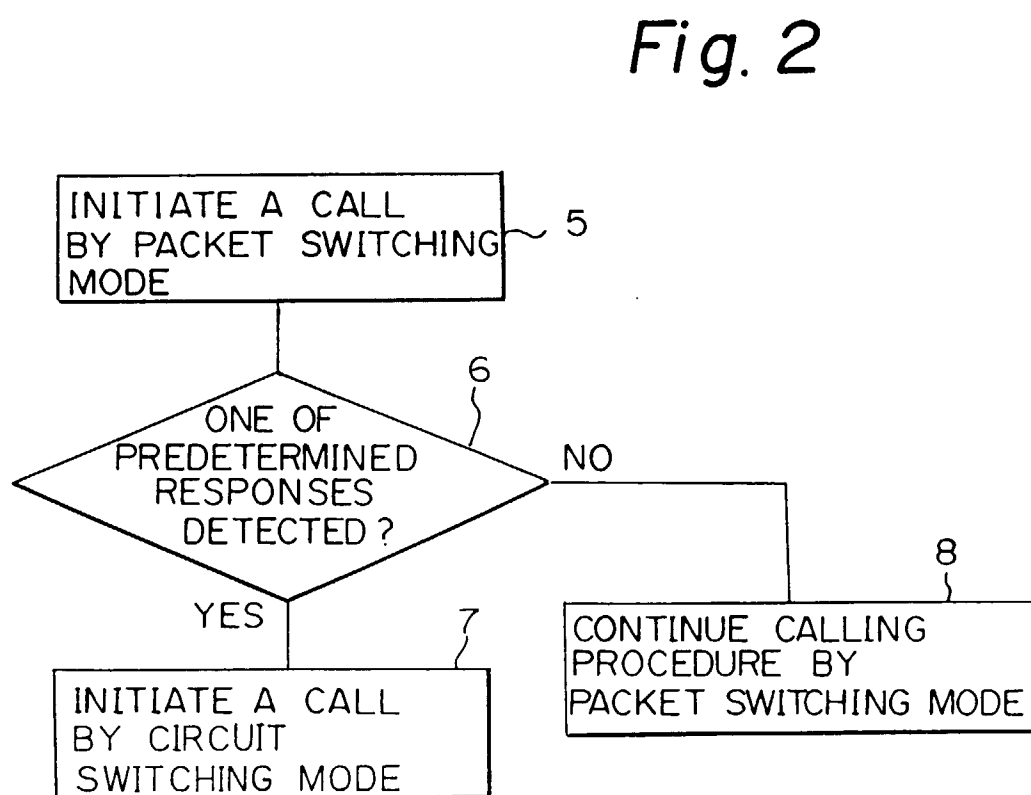 Fig. 2
INITIATE A CALL
BY PACKET SWITCHING
MODE
5
6
ONE OF
PREDETERMINED
RESPONSES
DETECTED?
NO
YES
7
8
INITIATE A CALL
BY CIRCUIT
SWITCHING MODE
CONTINUE CALLING
PROCEDURE BY
PACKET SWITCHING MODE